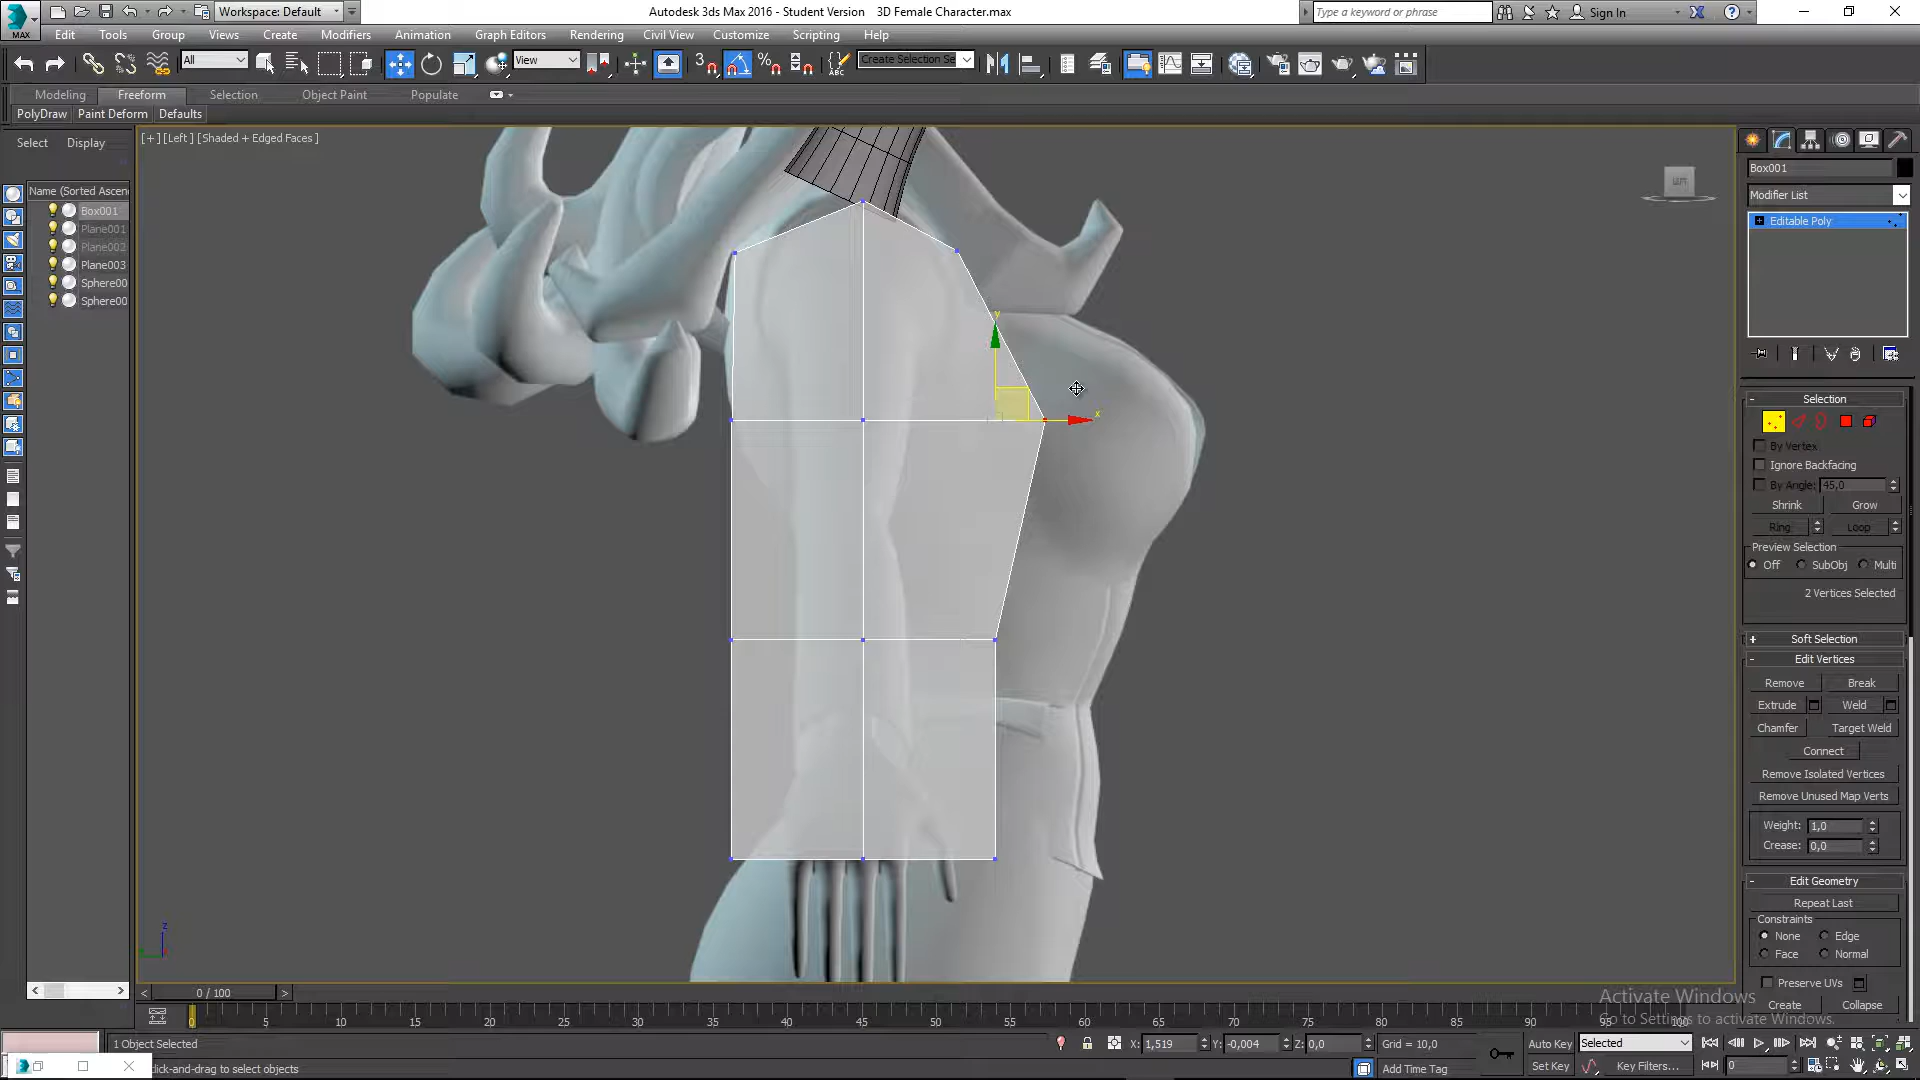 Workspace: Default
Autodesk 3ds Max 2016 - Student Version    3D Female Character.max
Type a keyword or phrase
Sign In
MAX
Edit Tools Group Views Create Modifiers Animation Graph Editors Rendering Civil View Customize Scripting Help
All
View
3
ABC
Create Selection Se
Modeling Freeform Selection Object Paint Populate
PolyDraw Paint Deform Defaults
Select Display
[+] [Left] [Shaded + Edged Faces ]
Name (Sorted Ascen
Box001
Plane001
Plane002
Plane003
Sphere00
Sphere00
y
x
z
Box001
Modifier List
Editable Poly
Selection
By Vertex
Ignore Backfacing
By Angle: 45,0
Shrink Grow
Ring Loop
Preview Selection
Off SubObj Multi
2 Vertices Selected
Soft Selection
Edit Vertices
Remove Break
Extrude Weld
Chamfer Target Weld
Connect
Remove Isolated Vertices
Remove Unused Map Verts
Weight: 1,0
Crease: 0,0
Edit Geometry
Repeat Last
Constraints
None Edge
Face Normal
Preserve UVs
Create Collapse
Activate Windows
Go to Settings to activate Windows.
0 / 100
0 5 10 15 20 25 30 35 40 45 50 55 60 65 70 75 80 85 90 95 100
1 Object Selected
X: 1,519 Y: -0,004 Z: 0,0 Grid = 10,0
Auto Key Selected
click-and-drag to select objects
Add Time Tag
Set Key Key Filters... 0